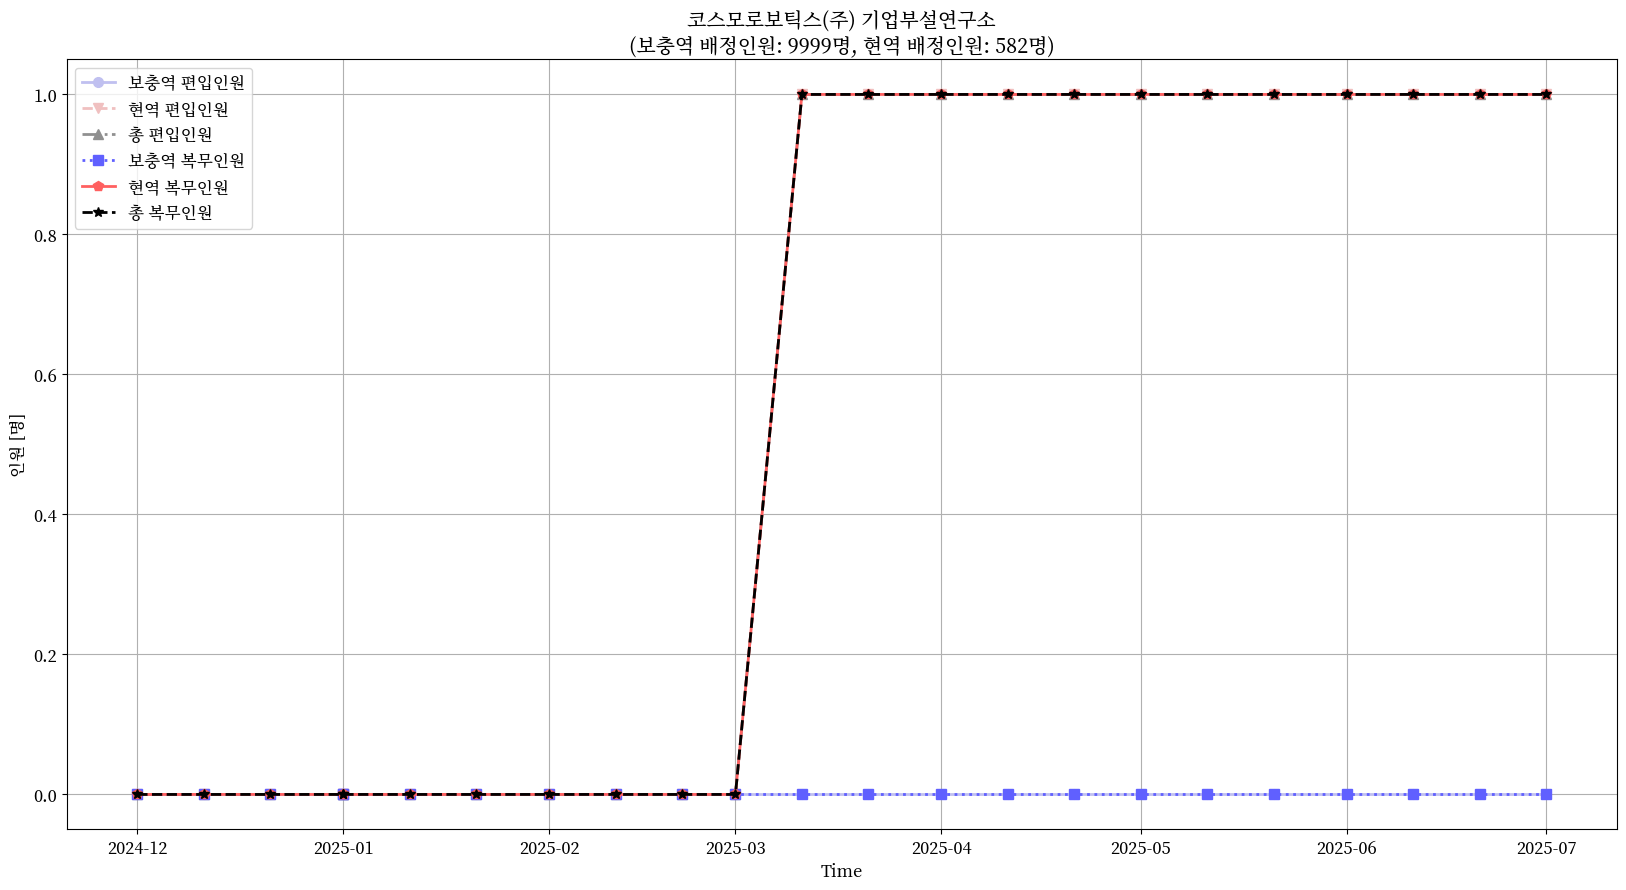 코스모로보틱스(주) 기업부설연구소
(보충역 배정인원: 9999명, 현역 배정인원: 582명)
보충역 편입인원
현역 편입인원
총 편입인원
보충역 복무인원
현역 복무인원
총 복무인원
1.0
0.8
0.6
0.4
0.2
0.0
인원 [명]
2024-12
2025-01
2025-02
2025-03
2025-04
2025-05
2025-06
2025-07
Time